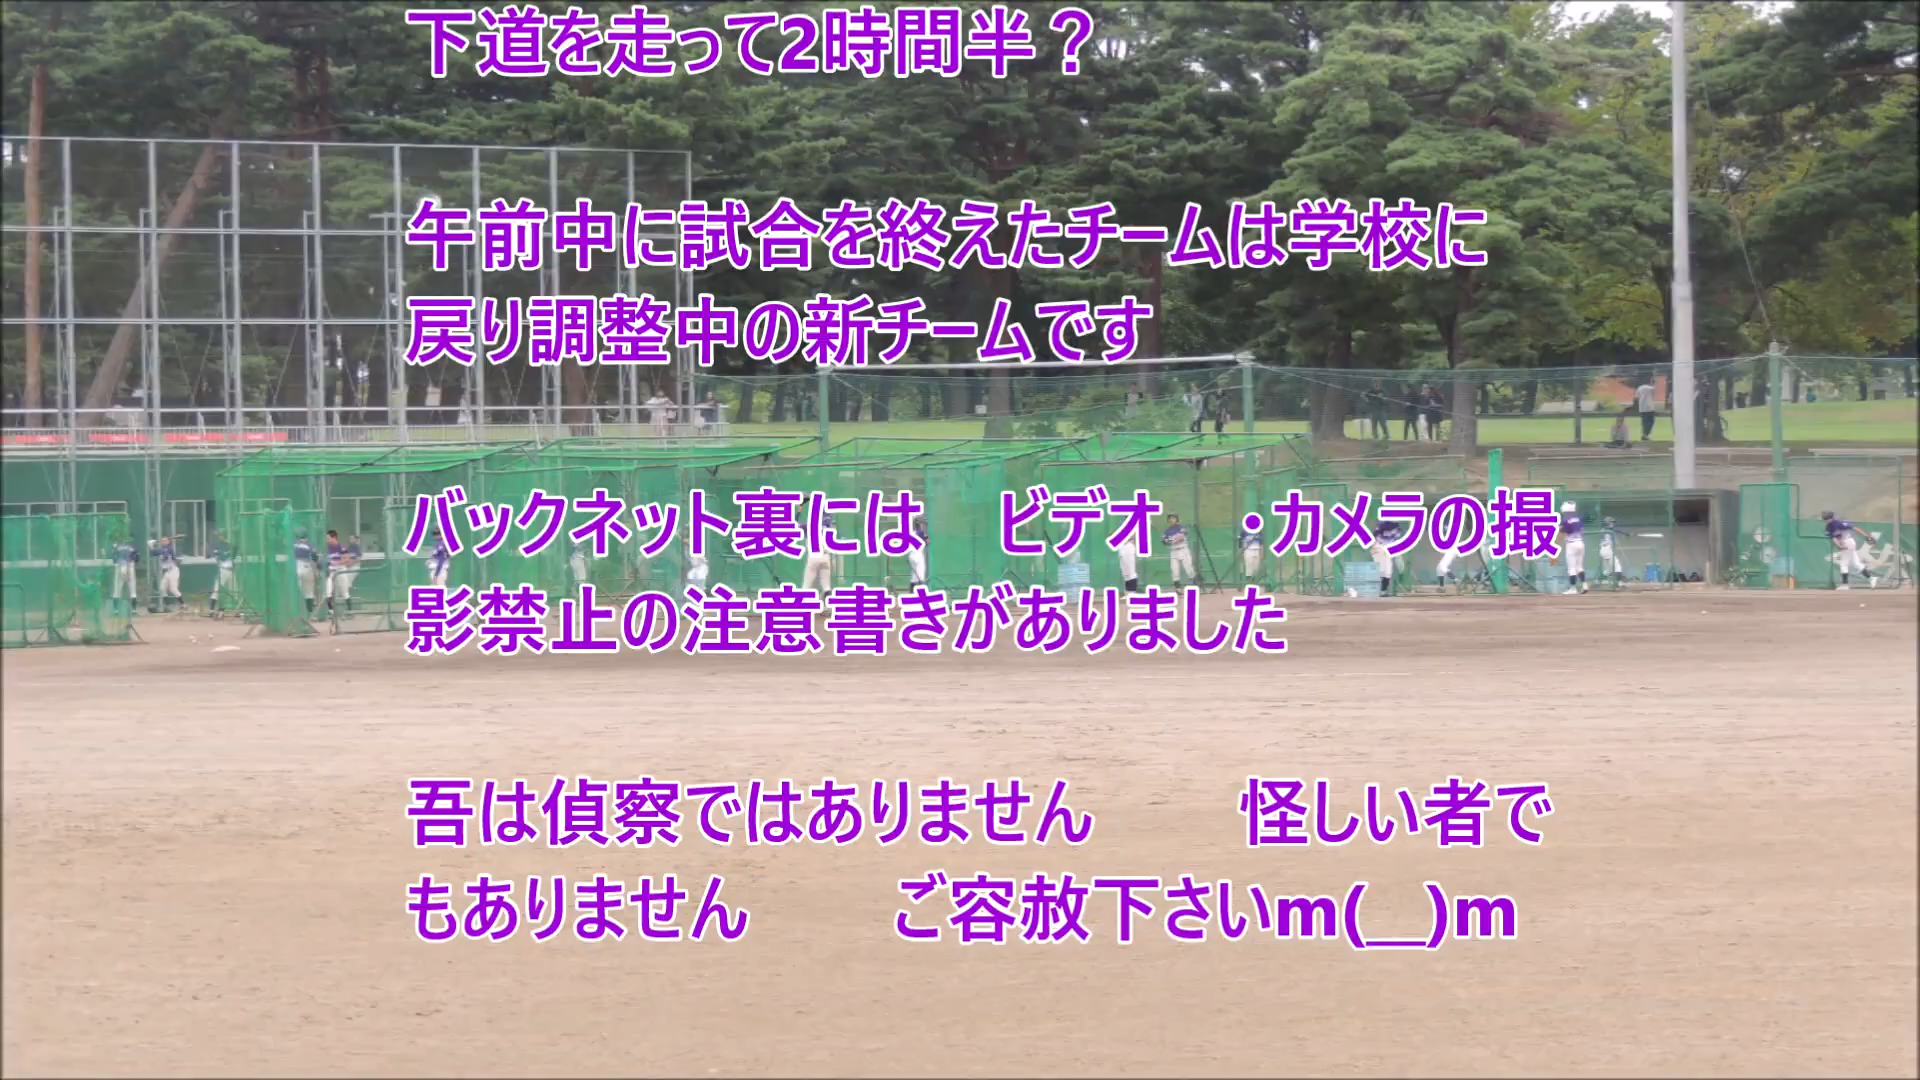 下道を走って2時間半？
午前中に試合を終えたチームは学校に
戻り調整中の新チームです
バックネット裏には　ビデオ　・カメラの撮
影禁止の注意書きがありました
吾は偵察ではありません　　怪しい者で
もありません　　ご容赦下さいm(__)m